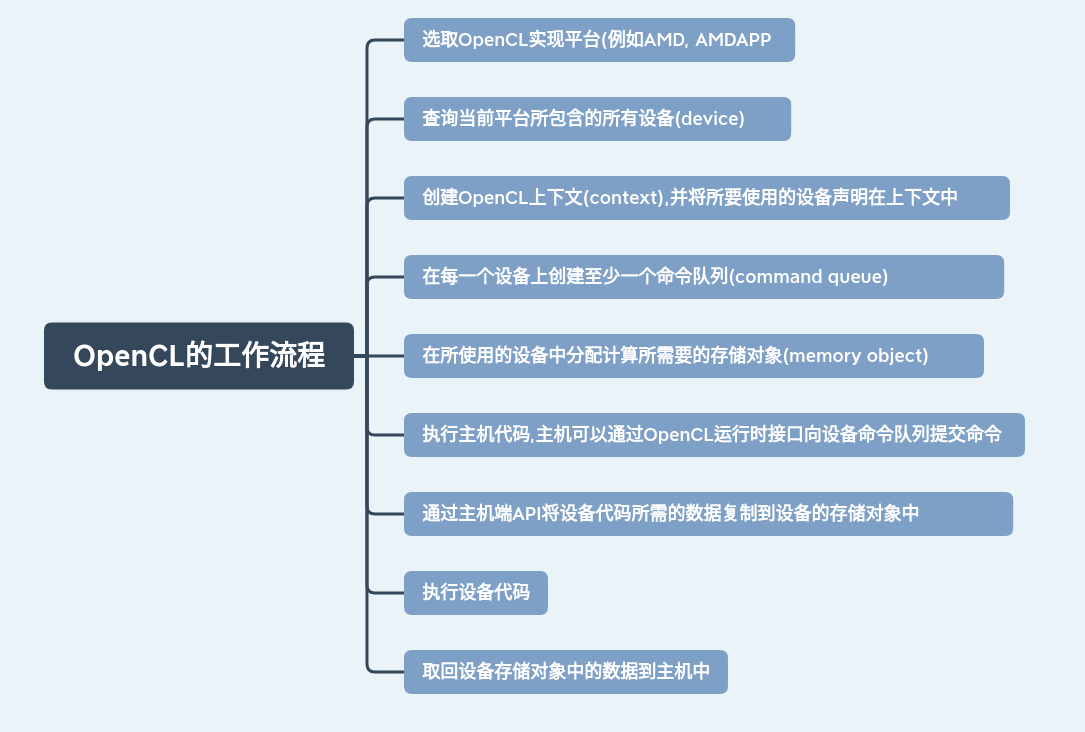 OpenCL的工作流程
选取OpenCL实现平台(例如AMD, AMDAPP
查询当前平台所包含的所有设备(device)
创建OpenCL上下文(context),并将所要使用的设备声明在上下文中
在每一个设备上创建至少一个命令队列(command queue)
在所使用的设备中分配计算所需要的存储对象(memory object)
执行主机代码,主机可以通过OpenCL运行时接口向设备命令队列提交命令
通过主机端API将设备代码所需的数据复制到设备的存储对象中
执行设备代码
取回设备存储对象中的数据到主机中